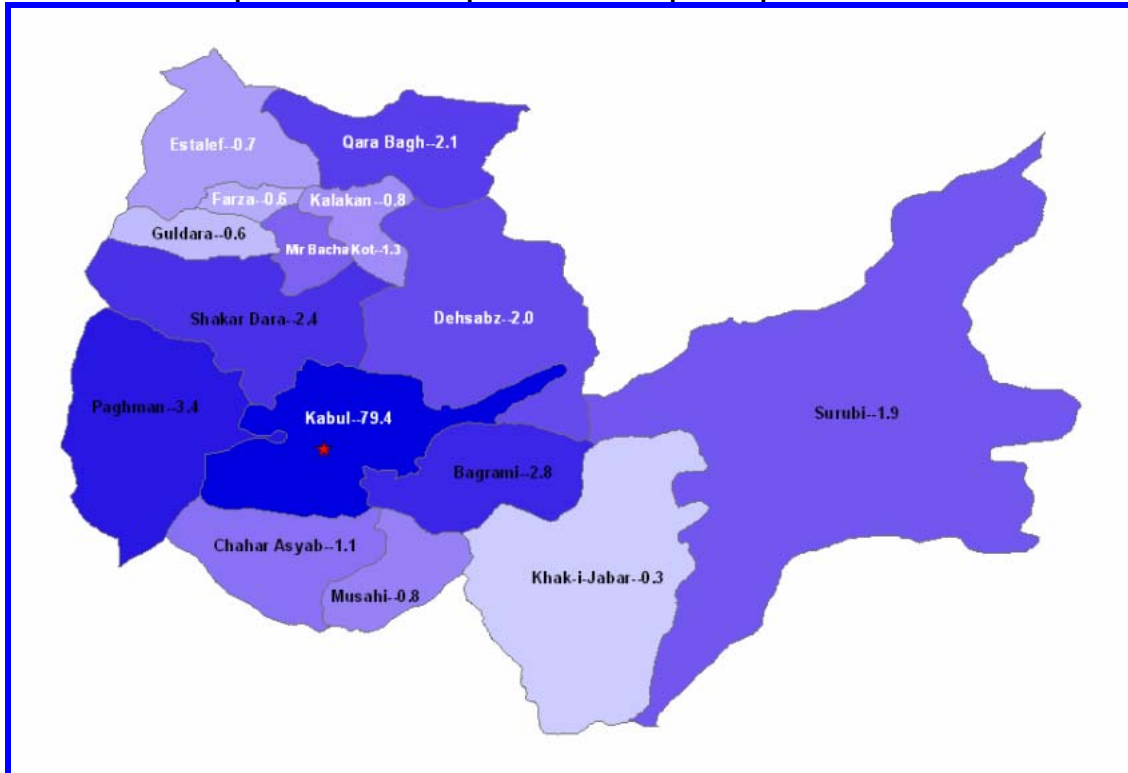 Estalef--0.7
Qara Bagh--2.1
Farza--0.6
Kalakan--0.8
Guldara--0.6
Mir Bacha Kot--1.3
Shakar Dara--2.4
Dehsabz--2.0
Paghman--3.4
Kabul--79.4
Surubi--1.9
Bagrami--2.8
Chahar Asyab--1.1
Khak-i-Jabar--0.3
Musahi--0.8